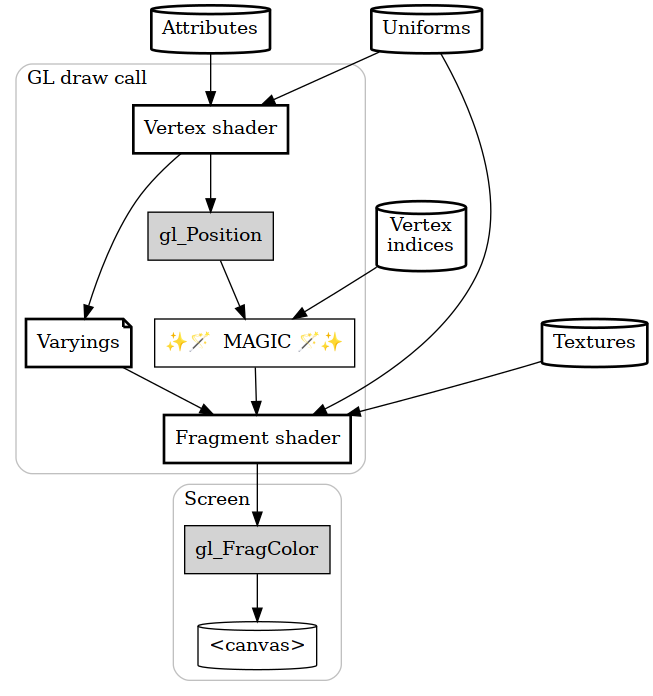 Attributes
Uniforms
GL draw call
Vertex shader
Vertex
indices
gl_Position
Varyings
✨🪄 MAGIC 🪄✨
Textures
Fragment shader
Screen
gl_FragColor
<canvas>